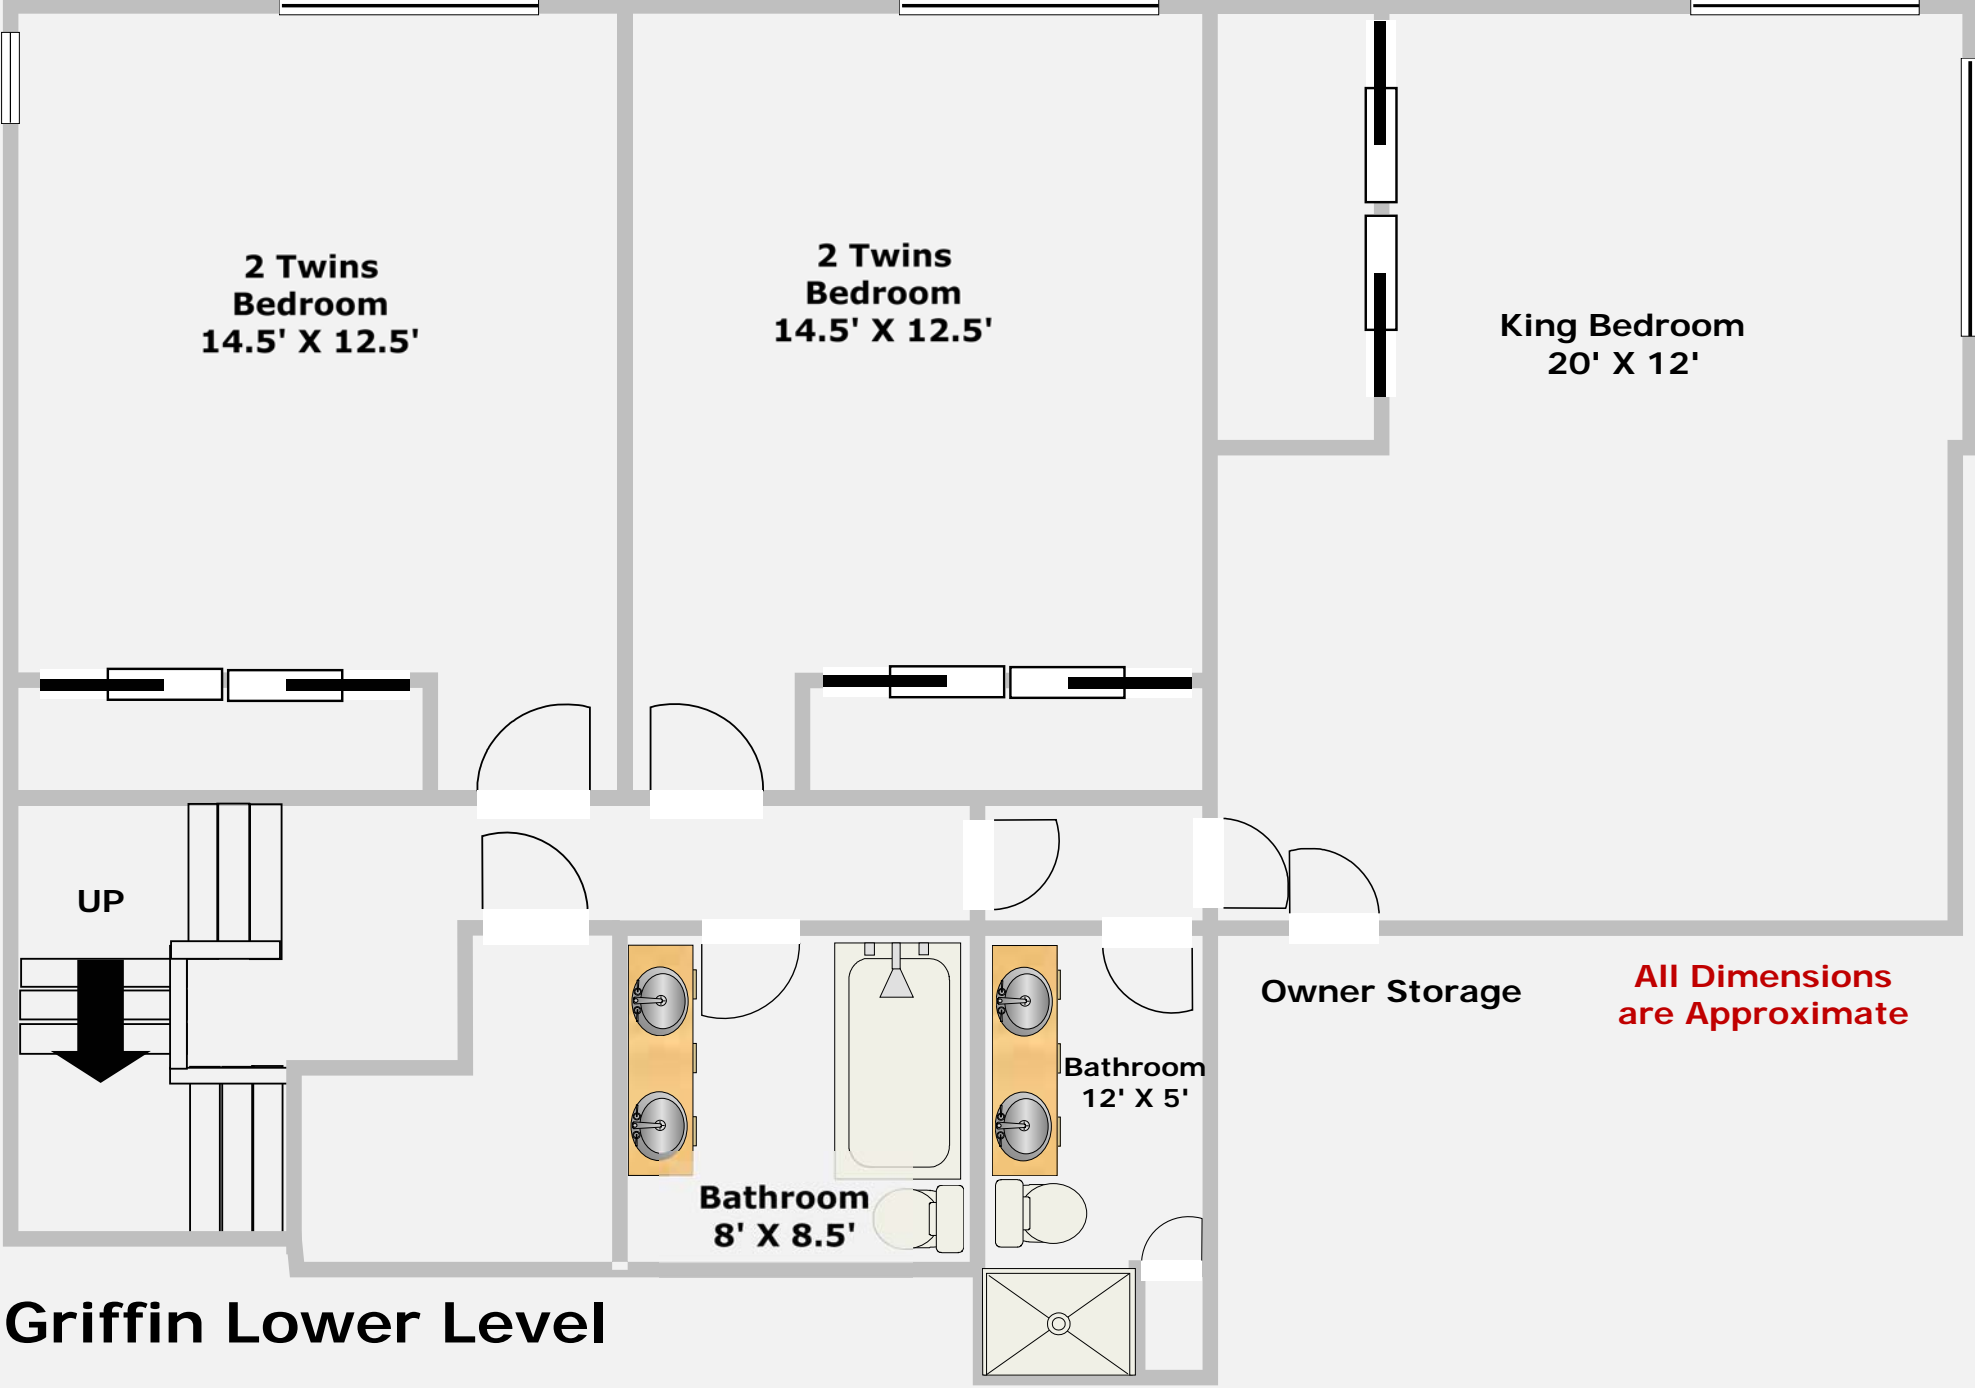 2 Twins
Bedroom
14.5' X 12.5'
2 Twins
Bedroom
14.5' X 12.5'
King Bedroom
20' X 12'
UP
Owner Storage
All Dimensions
are Approximate
Bathroom
12' X 5'
Bathroom
8' X 8.5'
Griffin Lower Level